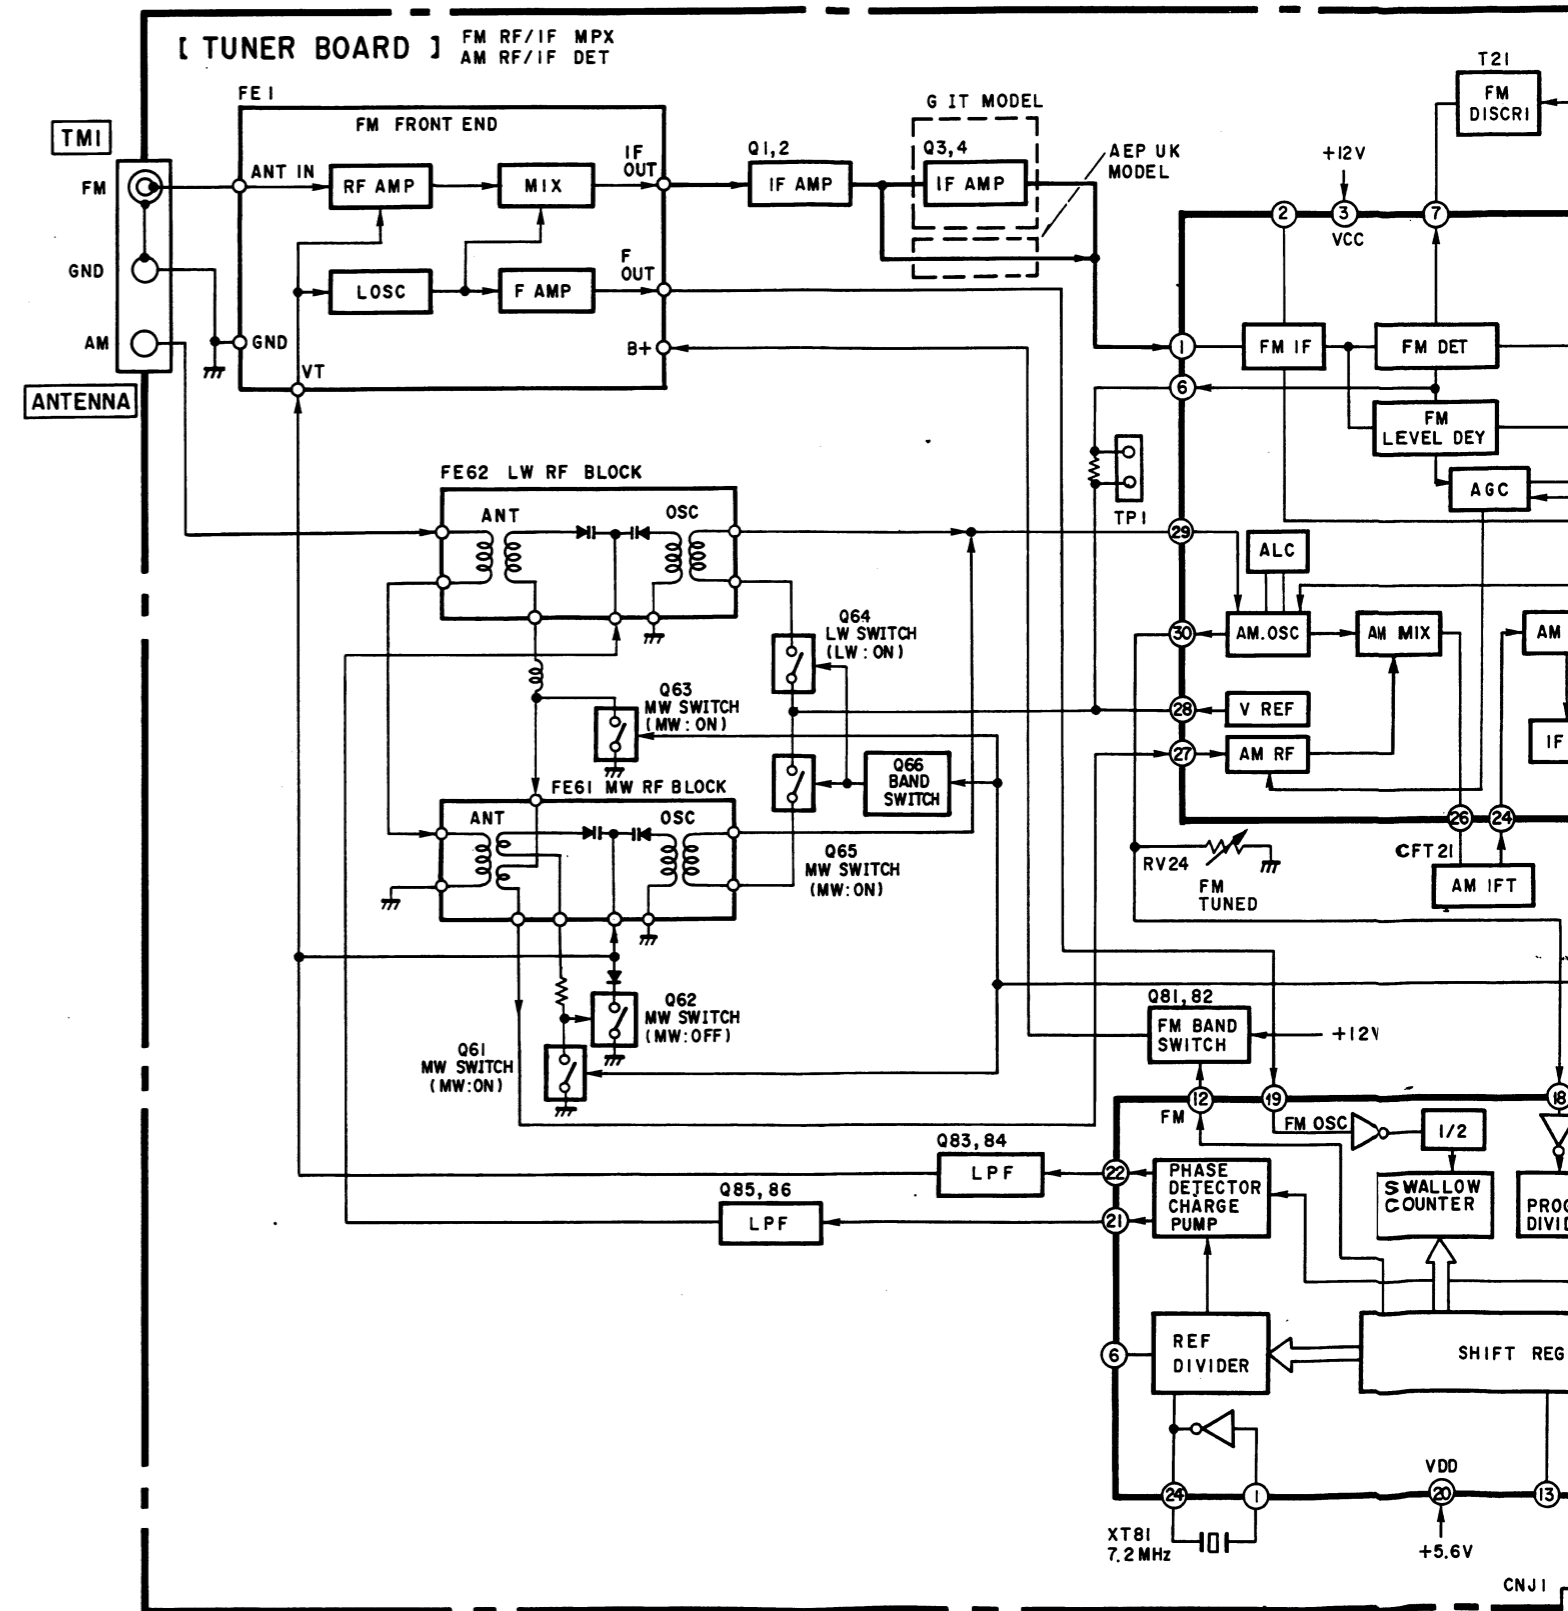 [ TUNER BOARD ]
FM RF/IF MPX
AM RF/IF DET
FE1
FM FRONT END
TM1
FM
GND
AM
ANTENNA
ANT IN
RF AMP
MIX
IF
OUT
LOSC
F AMP
F
OUT
GND
VT
B+
Q1,2
IF AMP
G IT MODEL
Q3,4
IF AMP
AEP UK
MODEL
T21
FM
DISCRI
+12V
2
3
7
VCC
1
FM IF
FM DET
6
FM
LEVEL DEY
AGC
TP1
29
ALC
30
AM.OSC
AM MIX
AM
28
V REF
27
AM RF
IF
26
24
RV24
FM
TUNED
CFT21
AM IFT
FE62 LW RF BLOCK
ANT
OSC
Q64
LW SWITCH
(LW:ON)
Q63
MW SWITCH
(MW:ON)
Q66
BAND
SWITCH
FE61 MW RF BLOCK
ANT
OSC
Q65
MW SWITCH
(MW:ON)
Q62
MW SWITCH
(MW:OFF)
Q61
MW SWITCH
(MW:ON)
Q81,82
FM BAND
SWITCH
+12V
12
19
18
FM
FM OSC
1/2
Q83,84
LPF
22
PHASE
DETECTOR
CHARGE
PUMP
SWALLOW
COUNTER
PROG
DIVID
Q85,86
LPF
21
6
REF
DIVIDER
SHIFT REG
VDD
24
1
20
13
XT81
7.2MHz
+5.6V
CNJ1